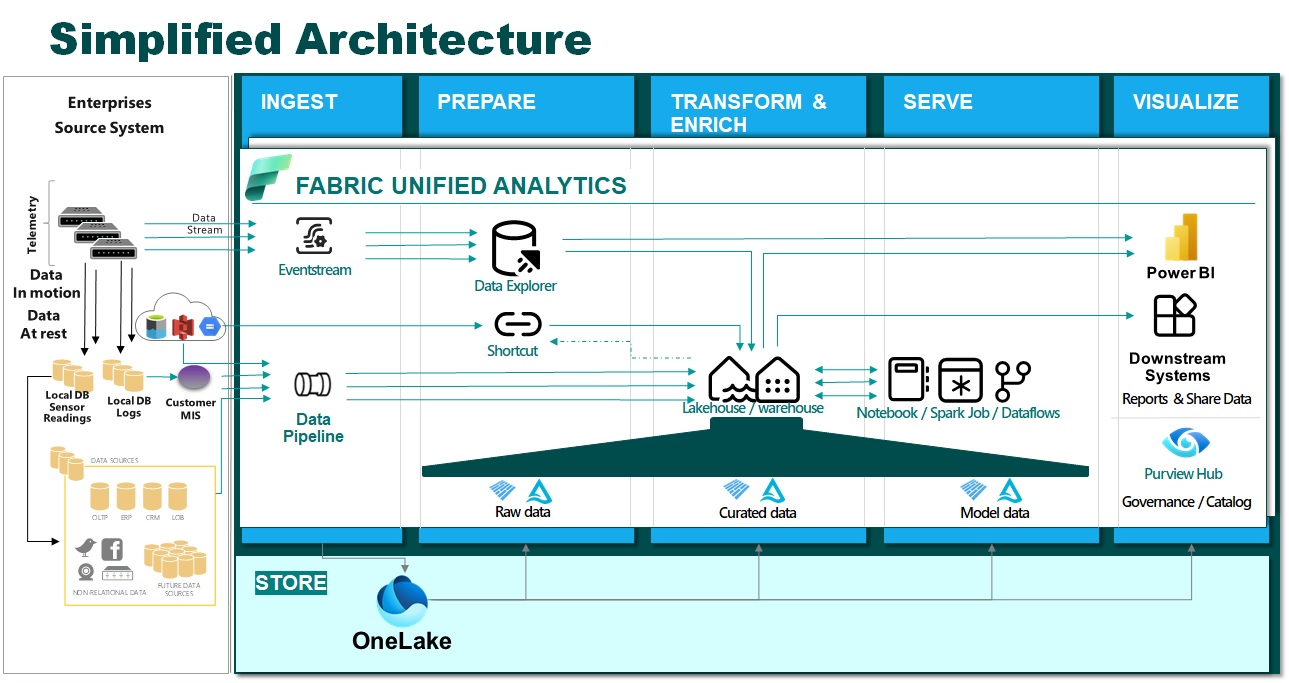 Simplified Architecture
Enterprises
Source System
INGEST
PREPARE
TRANSFORM &
ENRICH
SERVE
VISUALIZE
FABRIC UNIFIED ANALYTICS
Telemetry
Data
Stream
Data
In motion
Data
At rest
Eventstream
Data Explorer
Shortcut
Power BI
Downstream
Systems
Reports & Share Data
Local DB
Sensor
Readings
Local DB
Logs
Customer
MIS
Data
Pipeline
Lakehouse / warehouse
Notebook / Spark Job / Dataflows
Purview Hub
Governance / Catalog
DATA SOURCES
OLTP
ERP
CRM
LOB
NON-RELATIONAL DATA
FUTURE DATA
SOURCES
Raw data
Curated data
Model data
STORE
OneLake